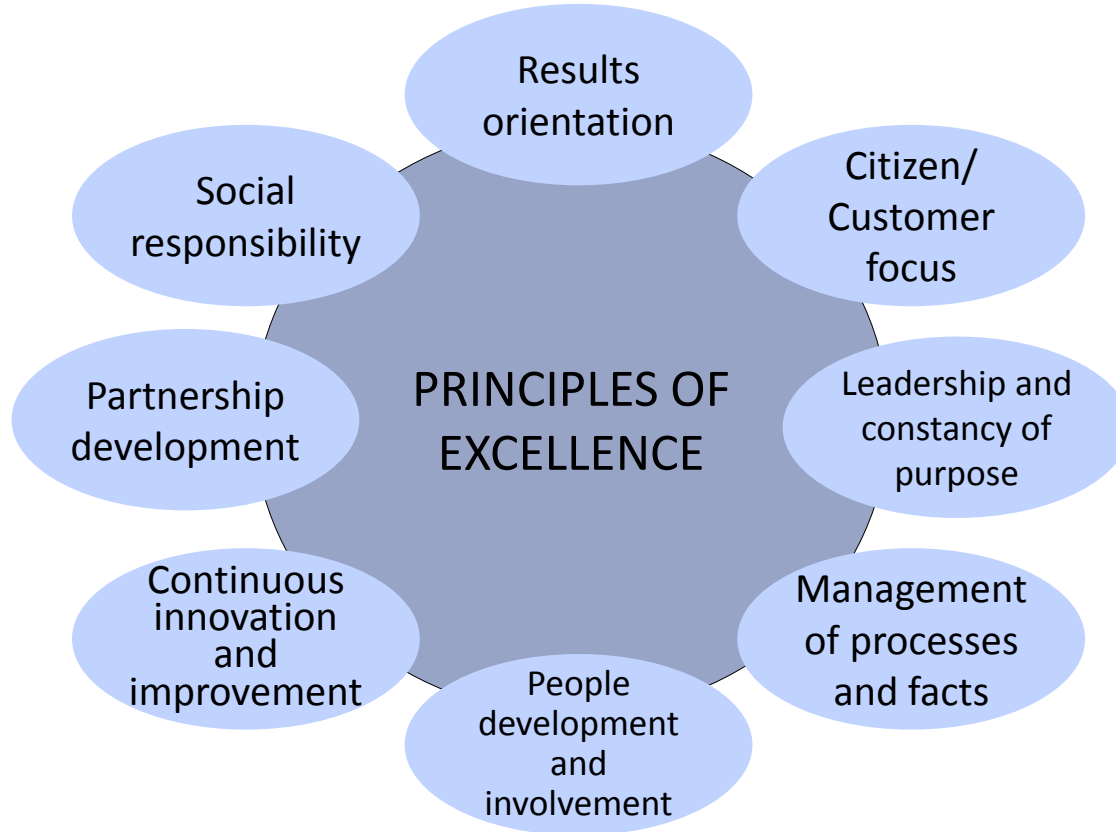 Results
orientation
Citizen/
Customer
focus
Leadership and
constancy of
purpose
Management
of processes
and facts
People
development
and
involvement
Continuous
innovation
and
improvement
Partnership
development
Social
responsibility
PRINCIPLES OF
EXCELLENCE